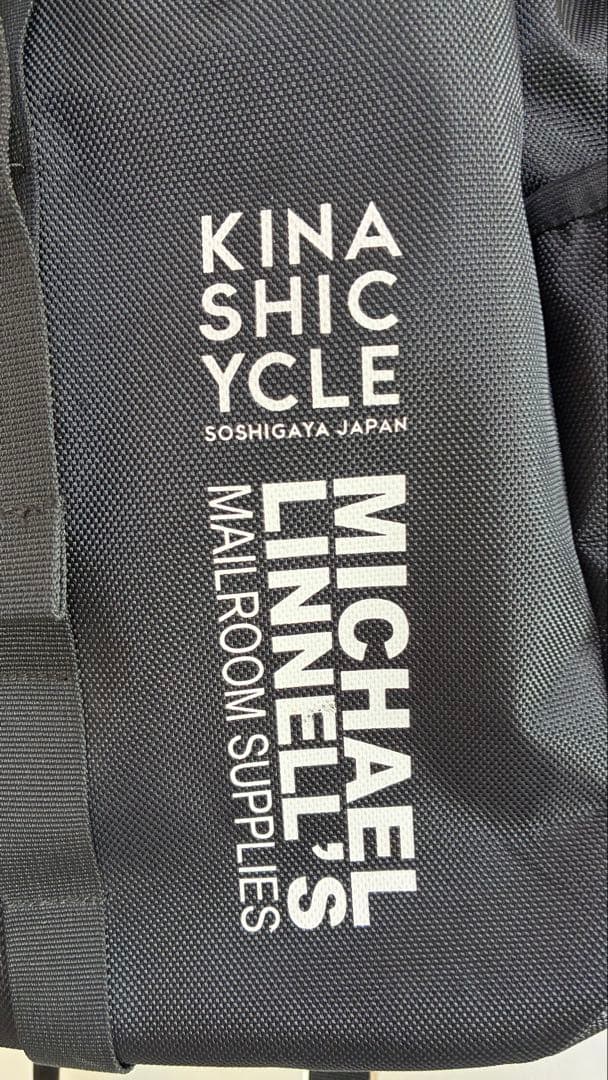 KINA
SHIC
YCLE
SOSHIGAYA JAPAN
MICHAEL
LINNELL'S
MAILROOM SUPPLIES